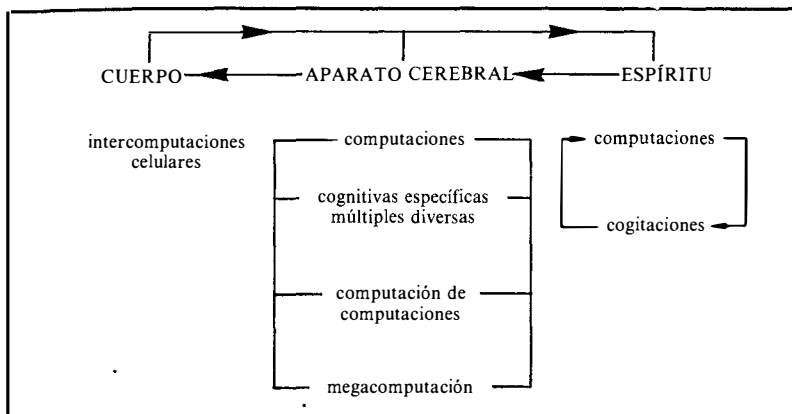 CUERPO APARATO CEREBRAL ESPÍRITU
intercomputaciones
celulares
computaciones
cognitivas específicas
múltiples diversas
computación de
computaciones
megacomputación
computaciones
cogitaciones